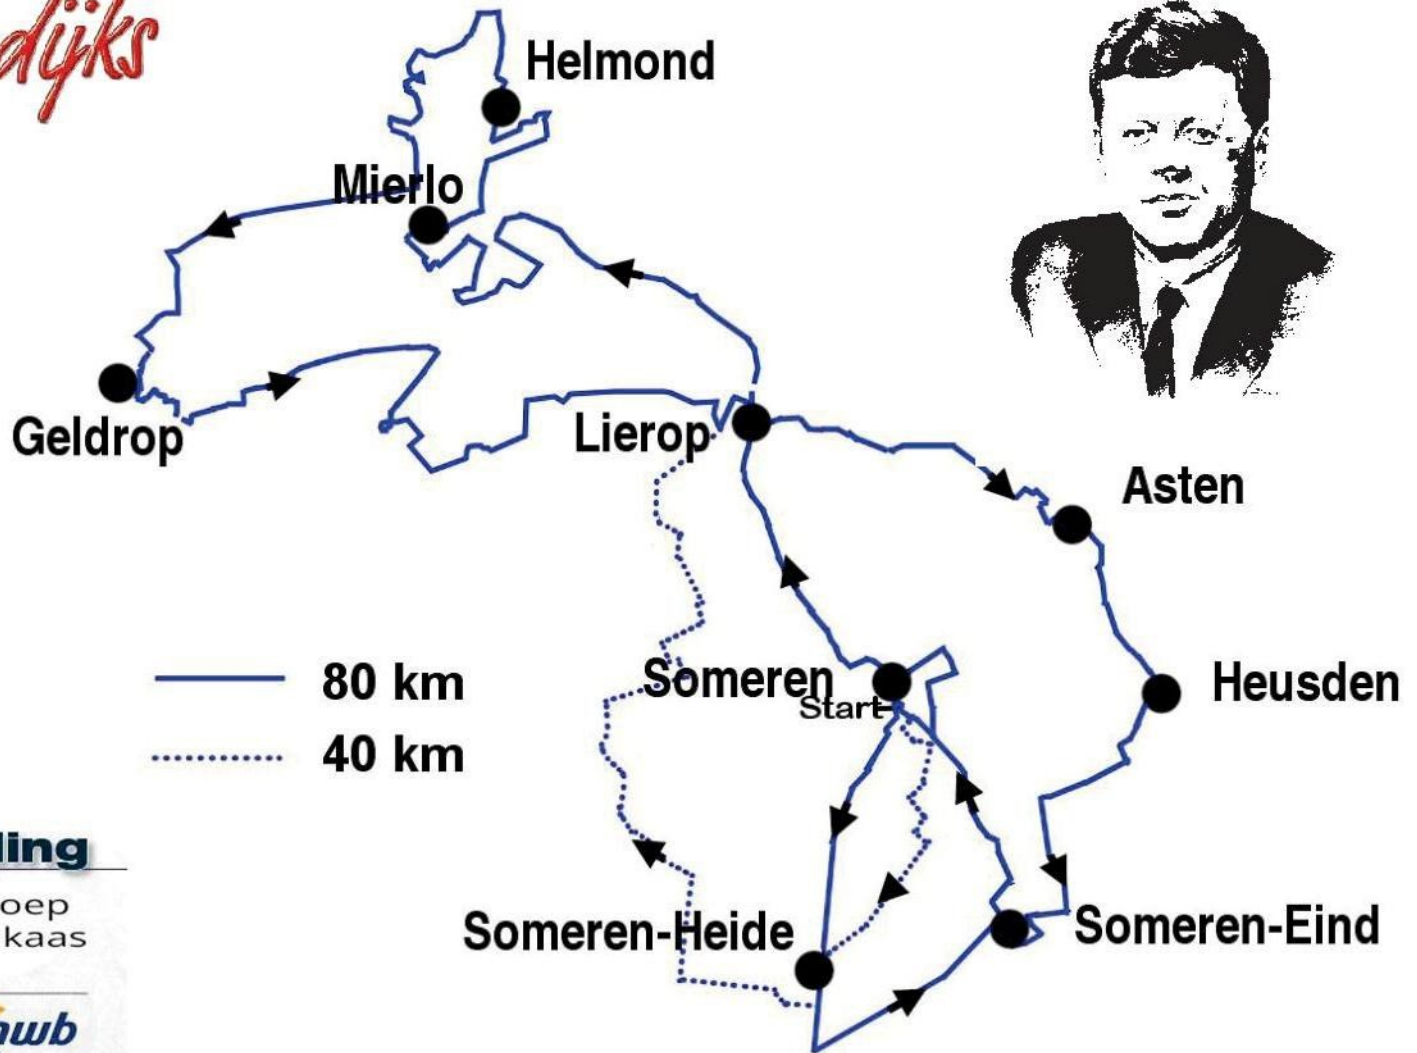 dijks
Helmond
Mierlo
Geldrop
Lierop
Asten
Someren
Start
Heusden
80 km
40 km
ling
oep
kaas
Someren-Heide
Someren-Eind
nwb